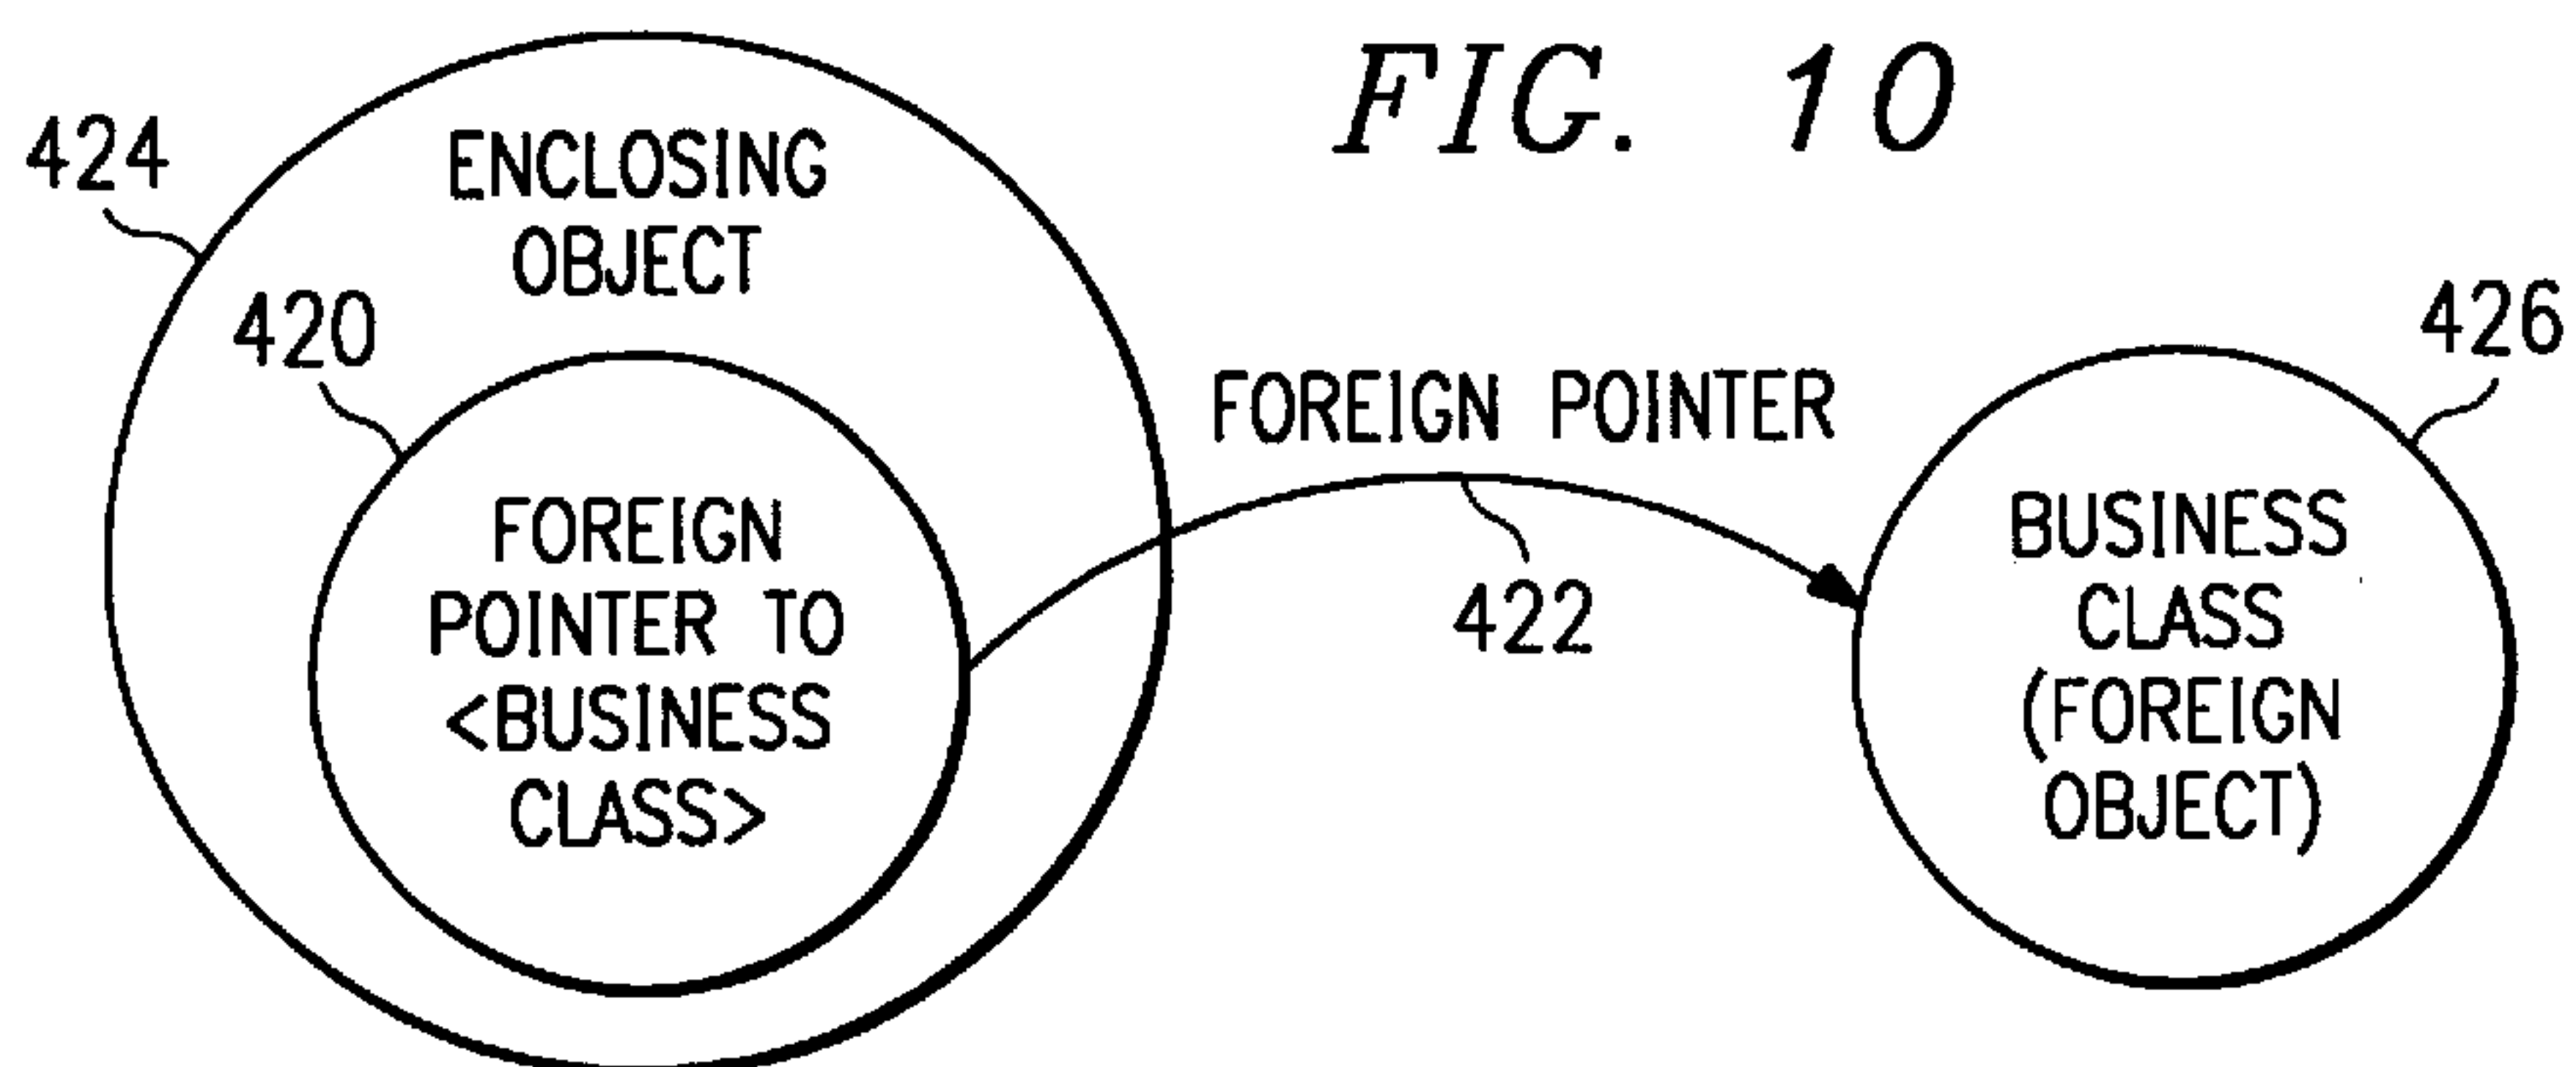 FIG. 10
424
ENCLOSING
OBJECT
420
FOREIGN
POINTER TO
<BUSINESS
CLASS>
FOREIGN POINTER
422
426
BUSINESS
CLASS
(FOREIGN
OBJECT)